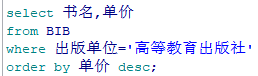 select 书名,单价
from BIB
where 出版单位='高等教育出版社'
order by 单价 desc;